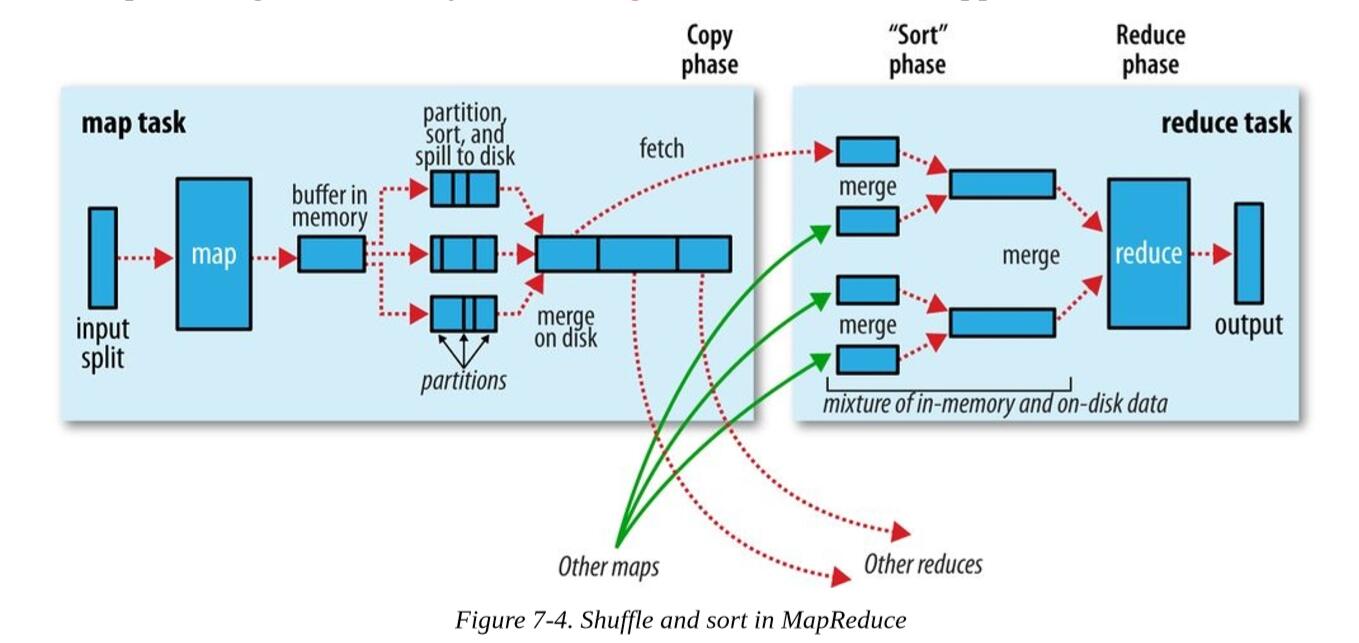 Copy
phase
"Sort"
phase
Reduce
phase
map task
partition,
sort, and
spill to disk
fetch
reduce task
buffer in
memory
merge
map
merge
reduce
input
split
merge
on disk
merge
output
partitions
mixture of in-memory and on-disk data
Other maps
Other reduces
Figure 7-4. Shuffle and sort in MapReduce